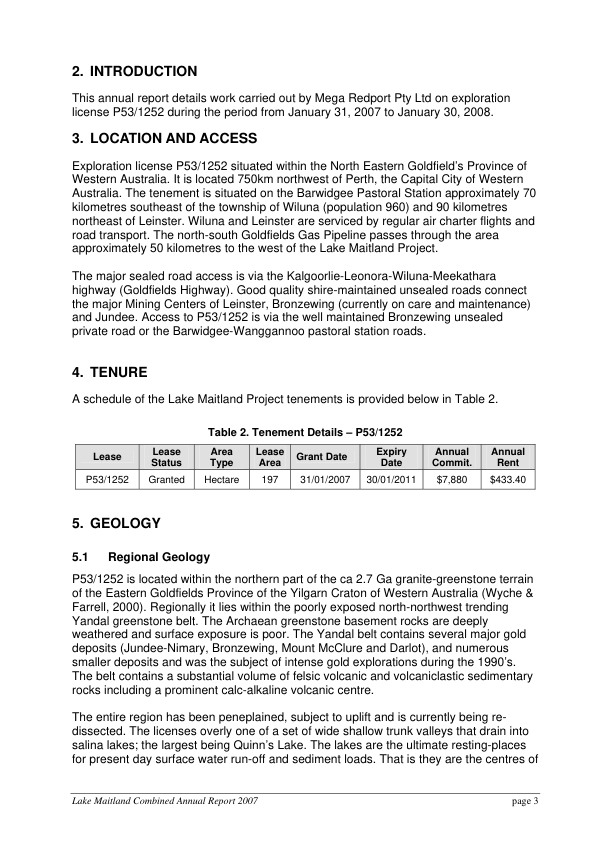 2. INTRODUCTION
This annual report details work carried out by Mega Redport Pty Ltd on exploration
license P53/1252 during the period from January 31, 2007 to January 30, 2008.
3. LOCATION AND ACCESS
Exploration license P53/1252 situated within the North Eastern Goldfield's Province of
Western Australia. It is located 750km northwest of Perth, the Capital City of Western
Australia. The tenement is situated on the Barwidgee Pastoral Station approximately 70
kilometres southeast of the township of Wiluna (population 960) and 90 kilometres
northeast of Leinster. Wiluna and Leinster are serviced by regular air charter flights and
road transport. The north-south Goldfields Gas Pipeline passes through the area
approximately 50 kilometres to the west of the Lake Maitland Project.
The major sealed road access is via the Kalgoorlie-Leonora-Wiluna-Meekathara
highway (Goldfields Highway). Good quality shire-maintained unsealed roads connect
the major Mining Centers of Leinster, Bronzewing (currently on care and maintenance)
and Jundee. Access to P53/1252 is via the well maintained Bronzewing unsealed
private road or the Barwidgee-Wanggannoo pastoral station roads.
4. TENURE
A schedule of the Lake Maitland Project tenements is provided below in Table 2.
Table 2. Tenement Details – P53/1252
Lease Lease Status Area Type Lease Area Grant Date Expiry Date Annual Commit. Annual Rent
P53/1252 Granted Hectare 197 31/01/2007 30/01/2011 $7,880 $433.40
5. GEOLOGY
5.1 Regional Geology
P53/1252 is located within the northern part of the ca 2.7 Ga granite-greenstone terrain
of the Eastern Goldfields Province of the Yilgarn Craton of Western Australia (Wyche &
Farrell, 2000). Regionally it lies within the poorly exposed north-northwest trending
Yandal greenstone belt. The Archaean greenstone basement rocks are deeply
weathered and surface exposure is poor. The Yandal belt contains several major gold
deposits (Jundee-Nimary, Bronzewing, Mount McClure and Darlot), and numerous
smaller deposits and was the subject of intense gold explorations during the 1990's.
The belt contains a substantial volume of felsic volcanic and volcaniclastic sedimentary
rocks including a prominent calc-alkaline volcanic centre.
The entire region has been peneplained, subject to uplift and is currently being re-
dissected. The licenses overly one of a set of wide shallow trunk valleys that drain into
salina lakes; the largest being Quinn's Lake. The lakes are the ultimate resting-places
for present day surface water run-off and sediment loads. That is they are the centres of
Lake Maitland Combined Annual Report 2007 page 3